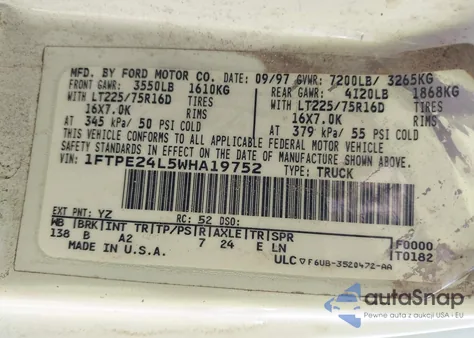 MFD. BY FORD MOTOR CO. DATE: 09/97 GVWR: 7200LB/ 3265KG
FRONT GAWR: 3550LB 1610KG REAR GAWR: 4120LB 1868KG
WITH LT225/75R16D TIRES WITH LT225/75R16D TIRES
16X7.0K RIMS 16X7.0K RIMS
AT 345 kPa/ 50 PSI COLD AT 379 kPa/ 55 PSI COLD
THIS VEHICLE CONFORMS TO ALL APPLICABLE FEDERAL MOTOR VEHICLE
SAFETY STANDARDS IN EFFECT ON THE DATE OF MANUFACTURE SHOWN ABOVE.
VIN: 1FTPE24L5WHA19752 TYPE: TRUCK
EXT PNT: YZ RC: 52 DSO:
WB BRK INT TR TP/PS R AXLE TR SPR F0000
138 B A2 7 24 E LN T0182
MADE IN U.S.A. ULC F6UB-3520472-AA
autoSnap
Pewne auta z aukcji USA - EU